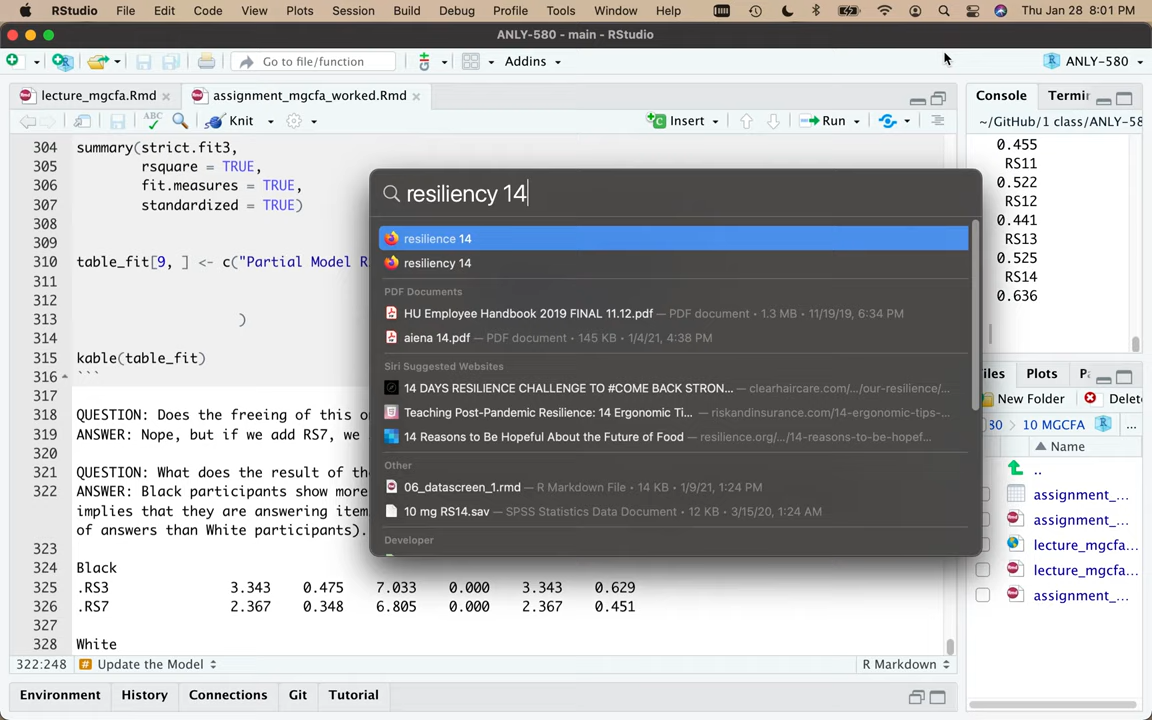 RStudio File Edit Code View Plots Session Build Debug Profile Tools Window Help Thu Jan 28 8:01 PM
ANLY-580 - main - RStudio
Go to file/function Addins ANLY-580
lecture_mgcfa.Rmd assignment_mgcfa_worked.Rmd
Knit Insert Run
304 summary(strict.fit3,
305 rsquare = TRUE,
306 fit.measures = TRUE,
307 standardized = TRUE)
308
309
310 table_fit[9, ] <- c("Partial Model R
311
312
313 )
314
315 kable(table_fit)
316 ```
317
318 QUESTION: Does the freeing of this o
319 ANSWER: Nope, but if we add RS7, we
320
321 QUESTION: What does the result of th
322 ANSWER: Black participants show more
implies that they are answering item
of answers than White participants).
323
324 Black
325 .RS3 3.343 0.475 7.033 0.000 3.343 0.629
326 .RS7 2.367 0.348 6.805 0.000 2.367 0.451
327
328 White
322:248 # Update the Model R Markdown
Environment History Connections Git Tutorial
resiliency 14
resilience 14
resiliency 14
PDF Documents
HU Employee Handbook 2019 FINAL 11.12.pdf — PDF document • 1.3 MB • 11/19/19, 6:34 PM
aiena 14.pdf — PDF document • 145 KB • 1/4/21, 4:38 PM
Siri Suggested Websites
14 DAYS RESILIENCE CHALLENGE TO #COME BACK STRON... — clearhaircare.com/.../our-resilience/...
Teaching Post-Pandemic Resilience: 14 Ergonomic Ti... — riskandinsurance.com/14-ergonomic-tips-...
14 Reasons to Be Hopeful About the Future of Food — resilience.org/.../14-reasons-to-be-hopef...
Other
06_datascreen_1.rmd — R Markdown File • 14 KB • 1/9/21, 1:24 PM
10 mg RS14.sav — SPSS Statistics Data Document • 12 KB • 3/15/20, 1:24 AM
Developer
Console Termir
~/GitHub/1 class/ANLY-58
0.455
RS11
0.522
RS12
0.441
RS13
0.525
RS14
0.636
iles Plots Pa
New Folder Delet
80 10 MGCFA ...
Name
..
assignment_...
assignment_...
lecture_mgcfa...
lecture_mgcfa...
assignment_...